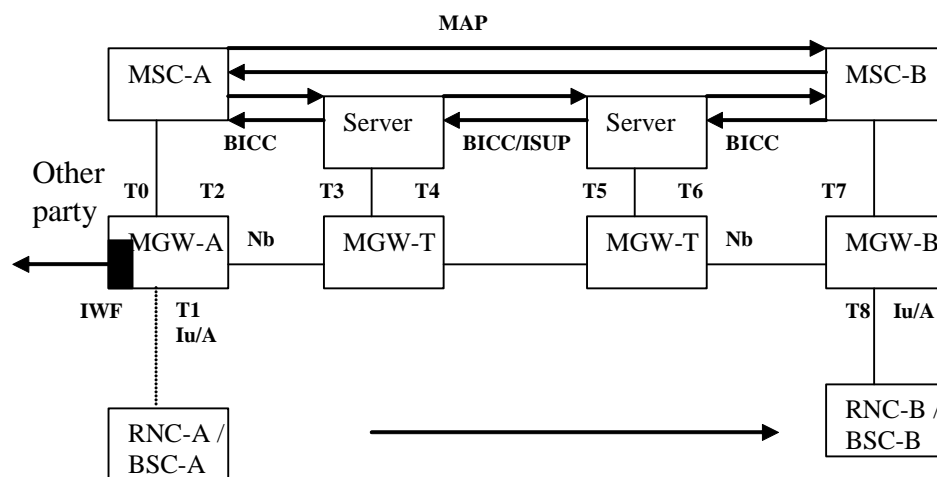 MAP
MSC-A
MSC-B
Server
Server
BICC
BICC/ISUP
BICC
Other
party
T0
T2
T3
T4
T5
T6
T7
MGW-A
Nb
MGW-T
MGW-T
Nb
MGW-B
IWF
T1
Iu/A
T8
Iu/A
RNC-A /
BSC-A
RNC-B /
BSC-B